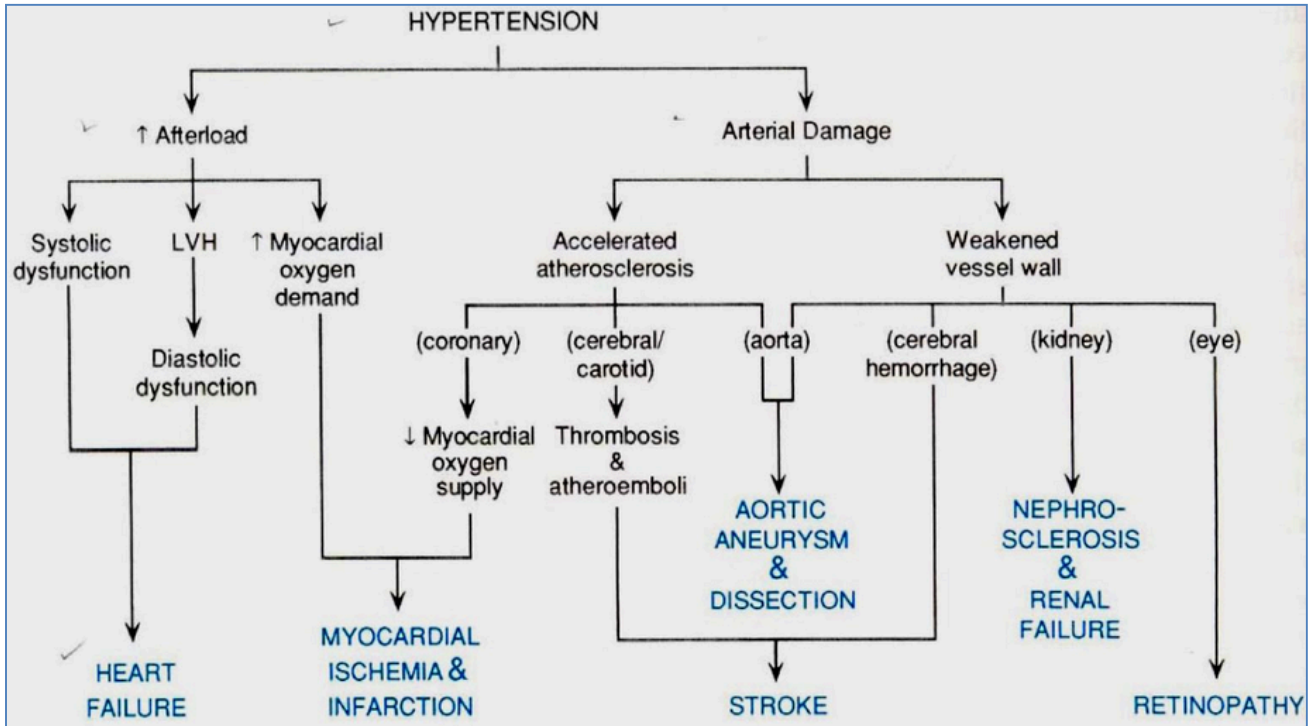 HYPERTENSION
↑ Afterload
Arterial Damage
Systolic
dysfunction
LVH
↑ Myocardial
oxygen
demand
Accelerated
atherosclerosis
Weakened
vessel wall
Diastolic
dysfunction
(coronary)
(cerebral/
carotid)
(aorta)
(cerebral
hemorrhage)
(kidney)
(eye)
↓ Myocardial
oxygen
supply
Thrombosis
&
atheroemboli
AORTIC
ANEURYSM
&
DISSECTION
NEPHRO-
SCLEROSIS
&
RENAL
FAILURE
HEART
FAILURE
MYOCARDIAL
ISCHEMIA &
INFARCTION
STROKE
RETINOPATHY